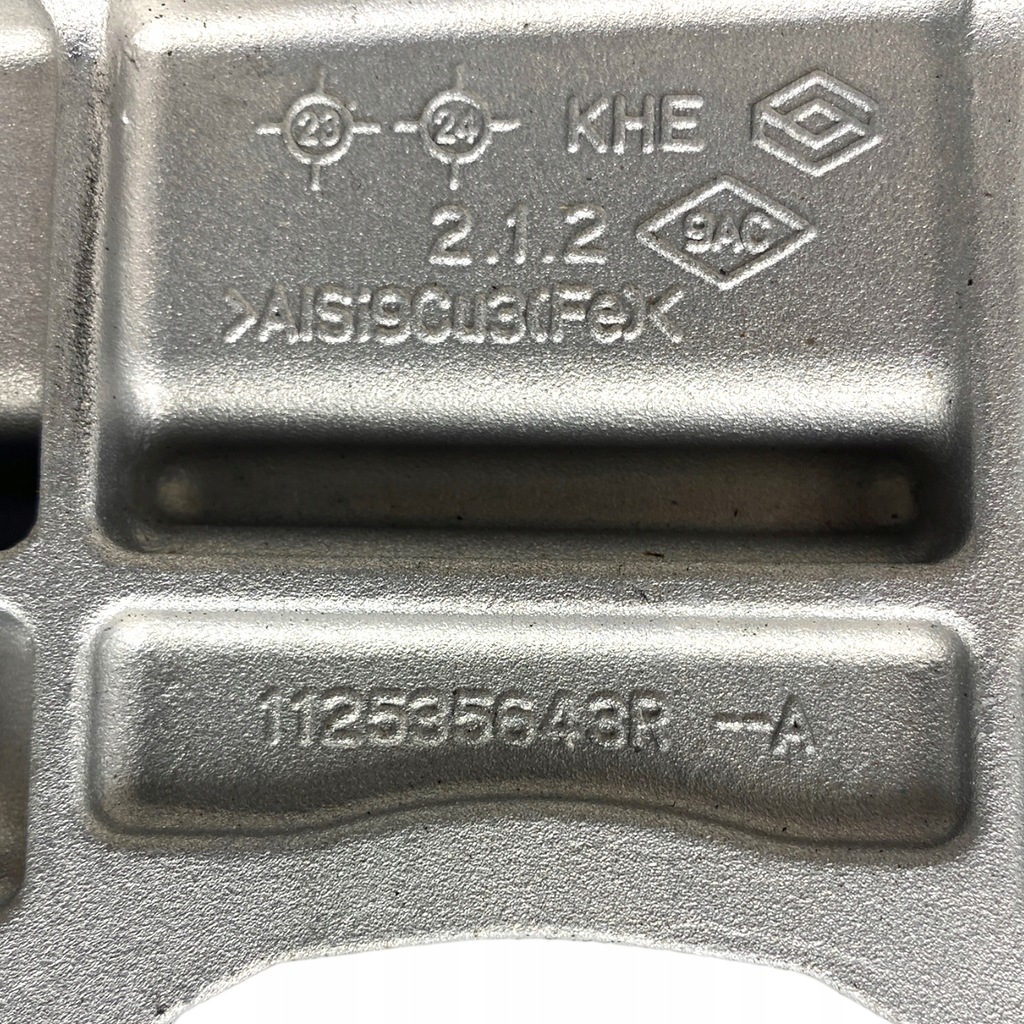 23 24 KHE
2.1.2 9AC
>AlSi9Cu3(Fe)<
112535643R -A